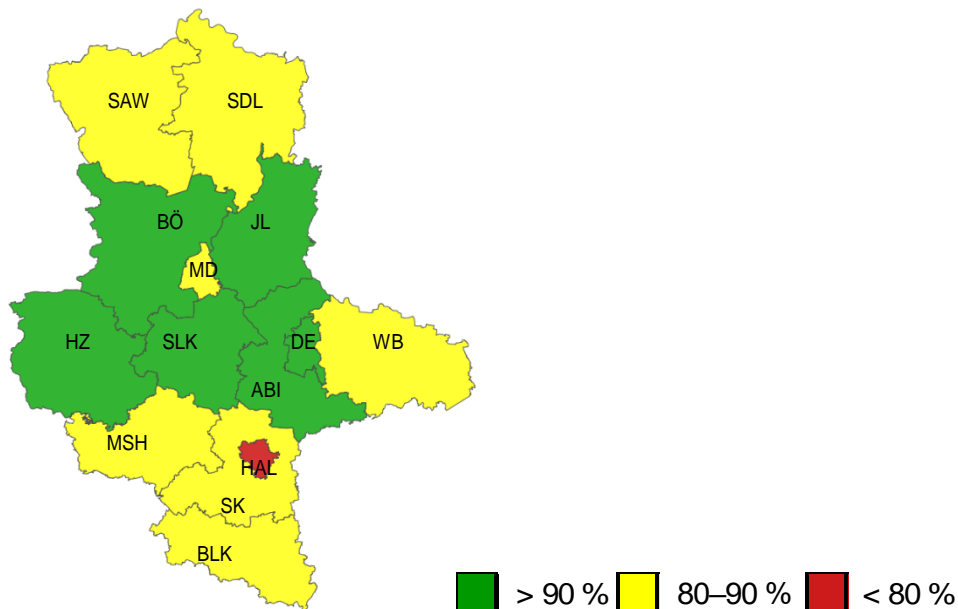 SAW SDL
BÖ JL
MD
HZ SLK DE WB
ABI
MSH
HAL
SK
BLK
> 90 % 80–90 % < 80 %